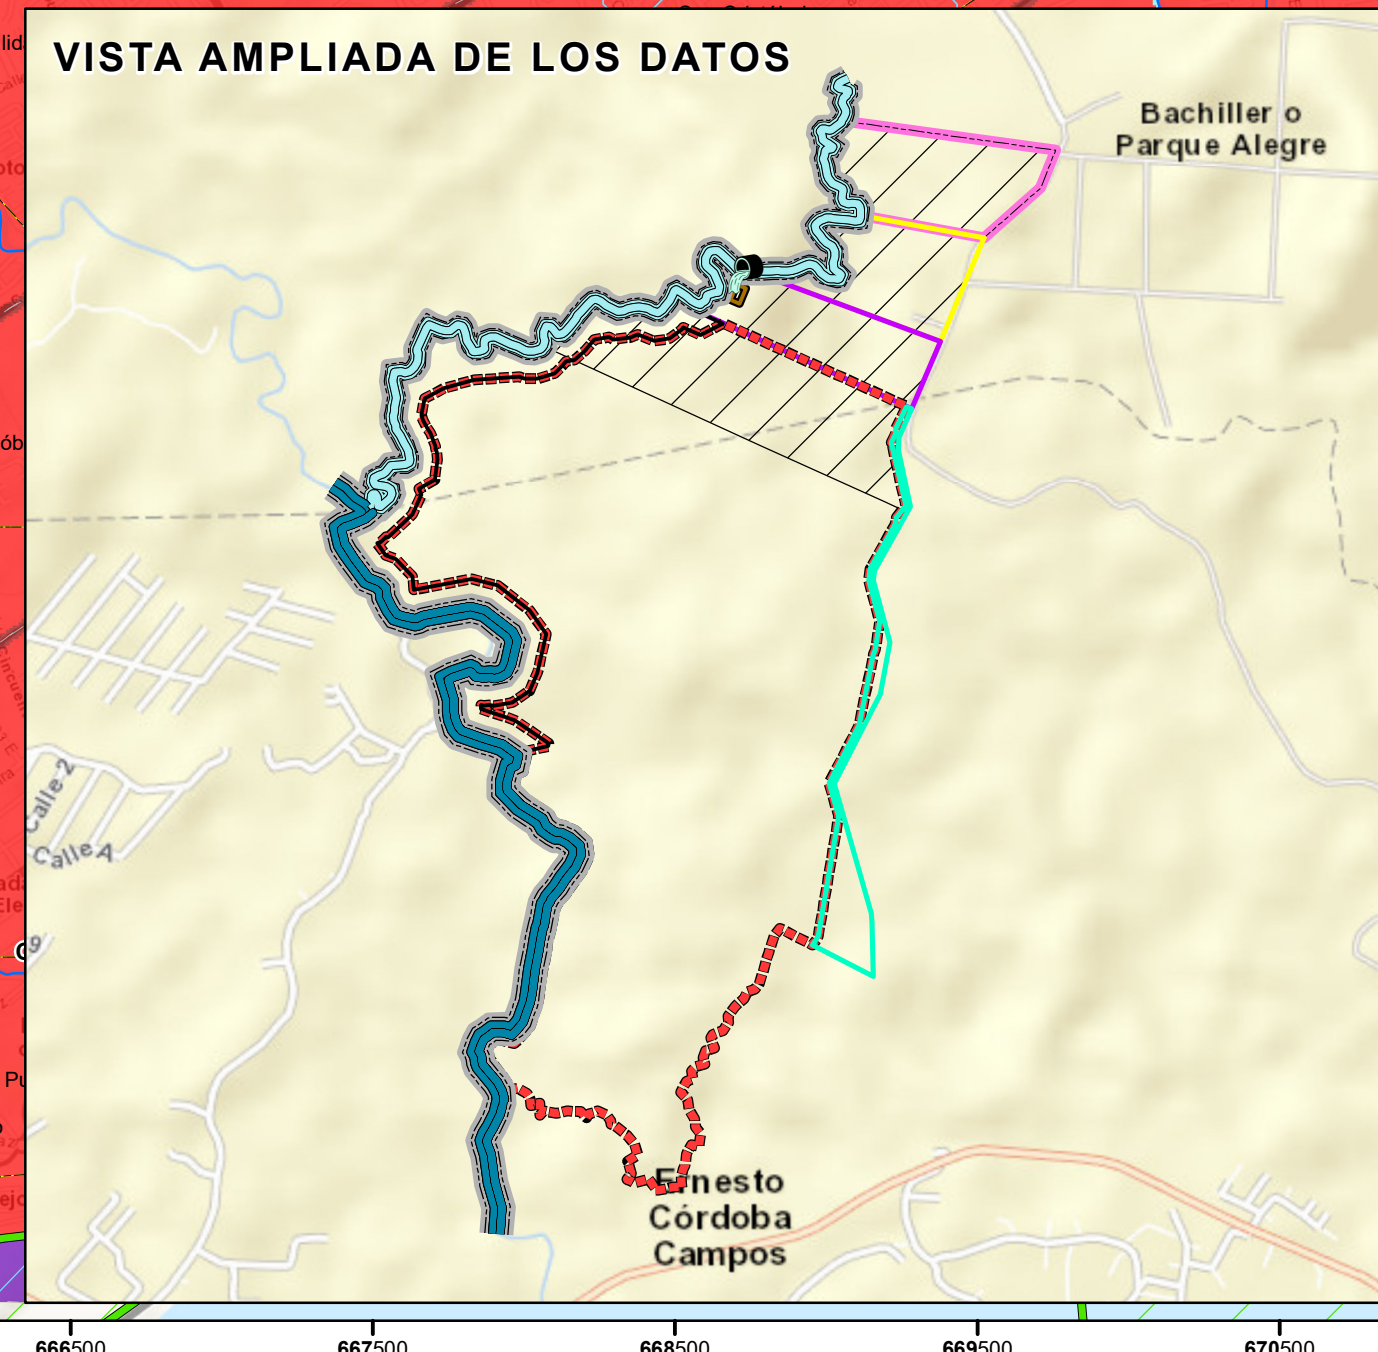 VISTA AMPLIADA DE LOS DATOS
Bachiller o
Parque Alegre
Calle 2
Calle A
Ernesto
Córdoba
Campos
666500
667500
668500
669500
670500